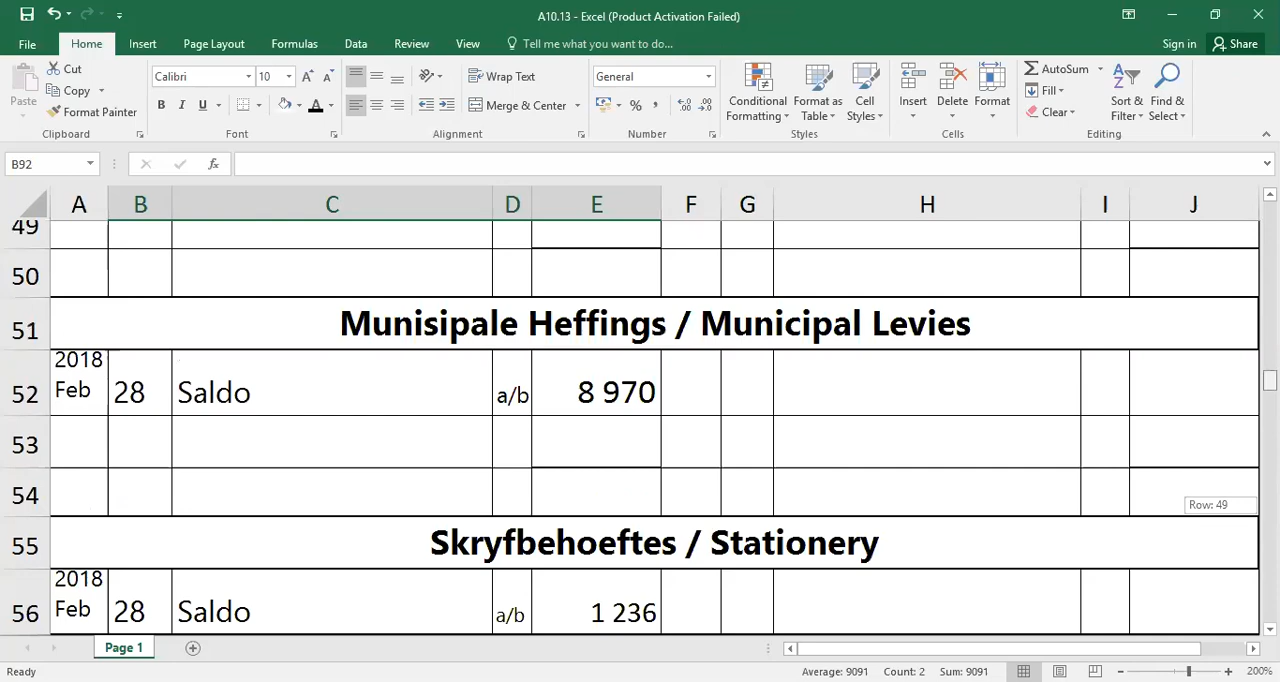 A10.13 - Excel (Product Activation Failed)
File Home Insert Page Layout Formulas Data Review View Tell me what you want to do... Sign in Share
Paste Cut Copy Format Painter Clipboard
Calibri 10 B I U A Font
Wrap Text Merge & Center Alignment
General % , Number
Conditional Formatting Format as Table Cell Styles Styles
Insert Delete Format Cells
AutoSum Fill Clear Sort & Filter Find & Select Editing
B92 fx
A B C D E F G H I J
49
50
51 Munisipale Heffings / Municipal Levies
52 2018 Feb 28 Saldo a/b 8 970
53
54 Row: 49
55 Skryfbehoeftes / Stationery
56 2018 Feb 28 Saldo a/b 1 236
Page 1
Ready Average: 9091 Count: 2 Sum: 9091 200%